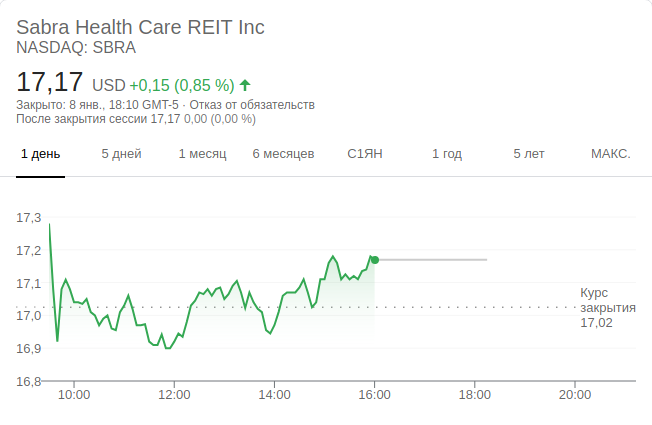 Sabra Health Care REIT Inc
NASDAQ: SBRA
17,17 USD +0,15 (0,85 %)
Закрыто: 8 янв., 18:10 GMT-5 · Отказ от обязательств
После закрытия сессии 17,17 0,00 (0,00 %)
1 день 5 дней 1 месяц 6 месяцев С1ЯН 1 год 5 лет МАКС.
17,3
17,2
17,1
17,0
16,9
16,8
Курс
закрытия
17,02
10:00 12:00 14:00 16:00 18:00 20:00